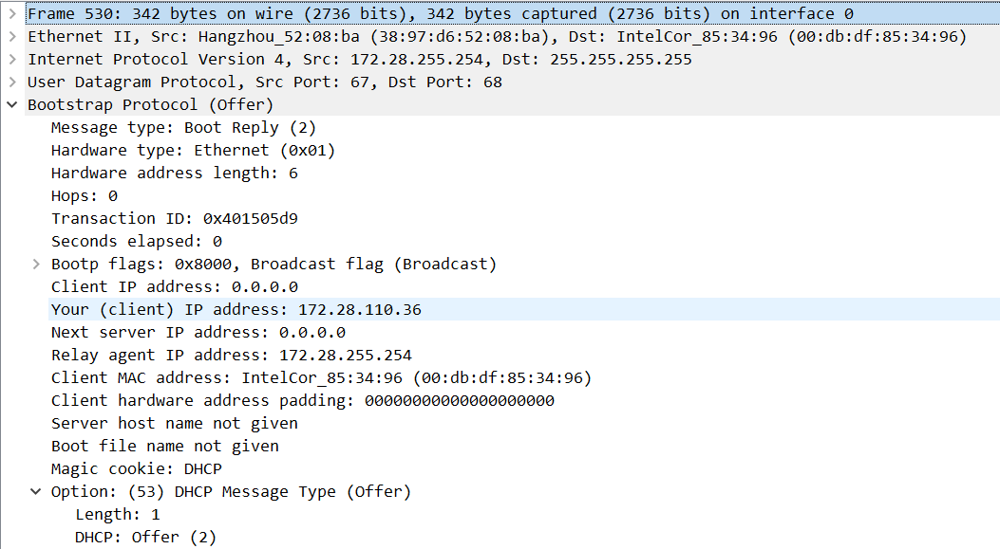 Frame 530: 342 bytes on wire (2736 bits), 342 bytes captured (2736 bits) on interface 0
Ethernet II, Src: Hangzhou_52:08:ba (38:97:d6:52:08:ba), Dst: IntelCor_85:34:96 (00:db:df:85:34:96)
Internet Protocol Version 4, Src: 172.28.255.254, Dst: 255.255.255.255
User Datagram Protocol, Src Port: 67, Dst Port: 68
Bootstrap Protocol (Offer)
Message type: Boot Reply (2)
Hardware type: Ethernet (0x01)
Hardware address length: 6
Hops: 0
Transaction ID: 0x401505d9
Seconds elapsed: 0
Bootp flags: 0x8000, Broadcast flag (Broadcast)
Client IP address: 0.0.0.0
Your (client) IP address: 172.28.110.36
Next server IP address: 0.0.0.0
Relay agent IP address: 172.28.255.254
Client MAC address: IntelCor_85:34:96 (00:db:df:85:34:96)
Client hardware address padding: 00000000000000000000
Server host name not given
Boot file name not given
Magic cookie: DHCP
Option: (53) DHCP Message Type (Offer)
Length: 1
DHCP: Offer (2)